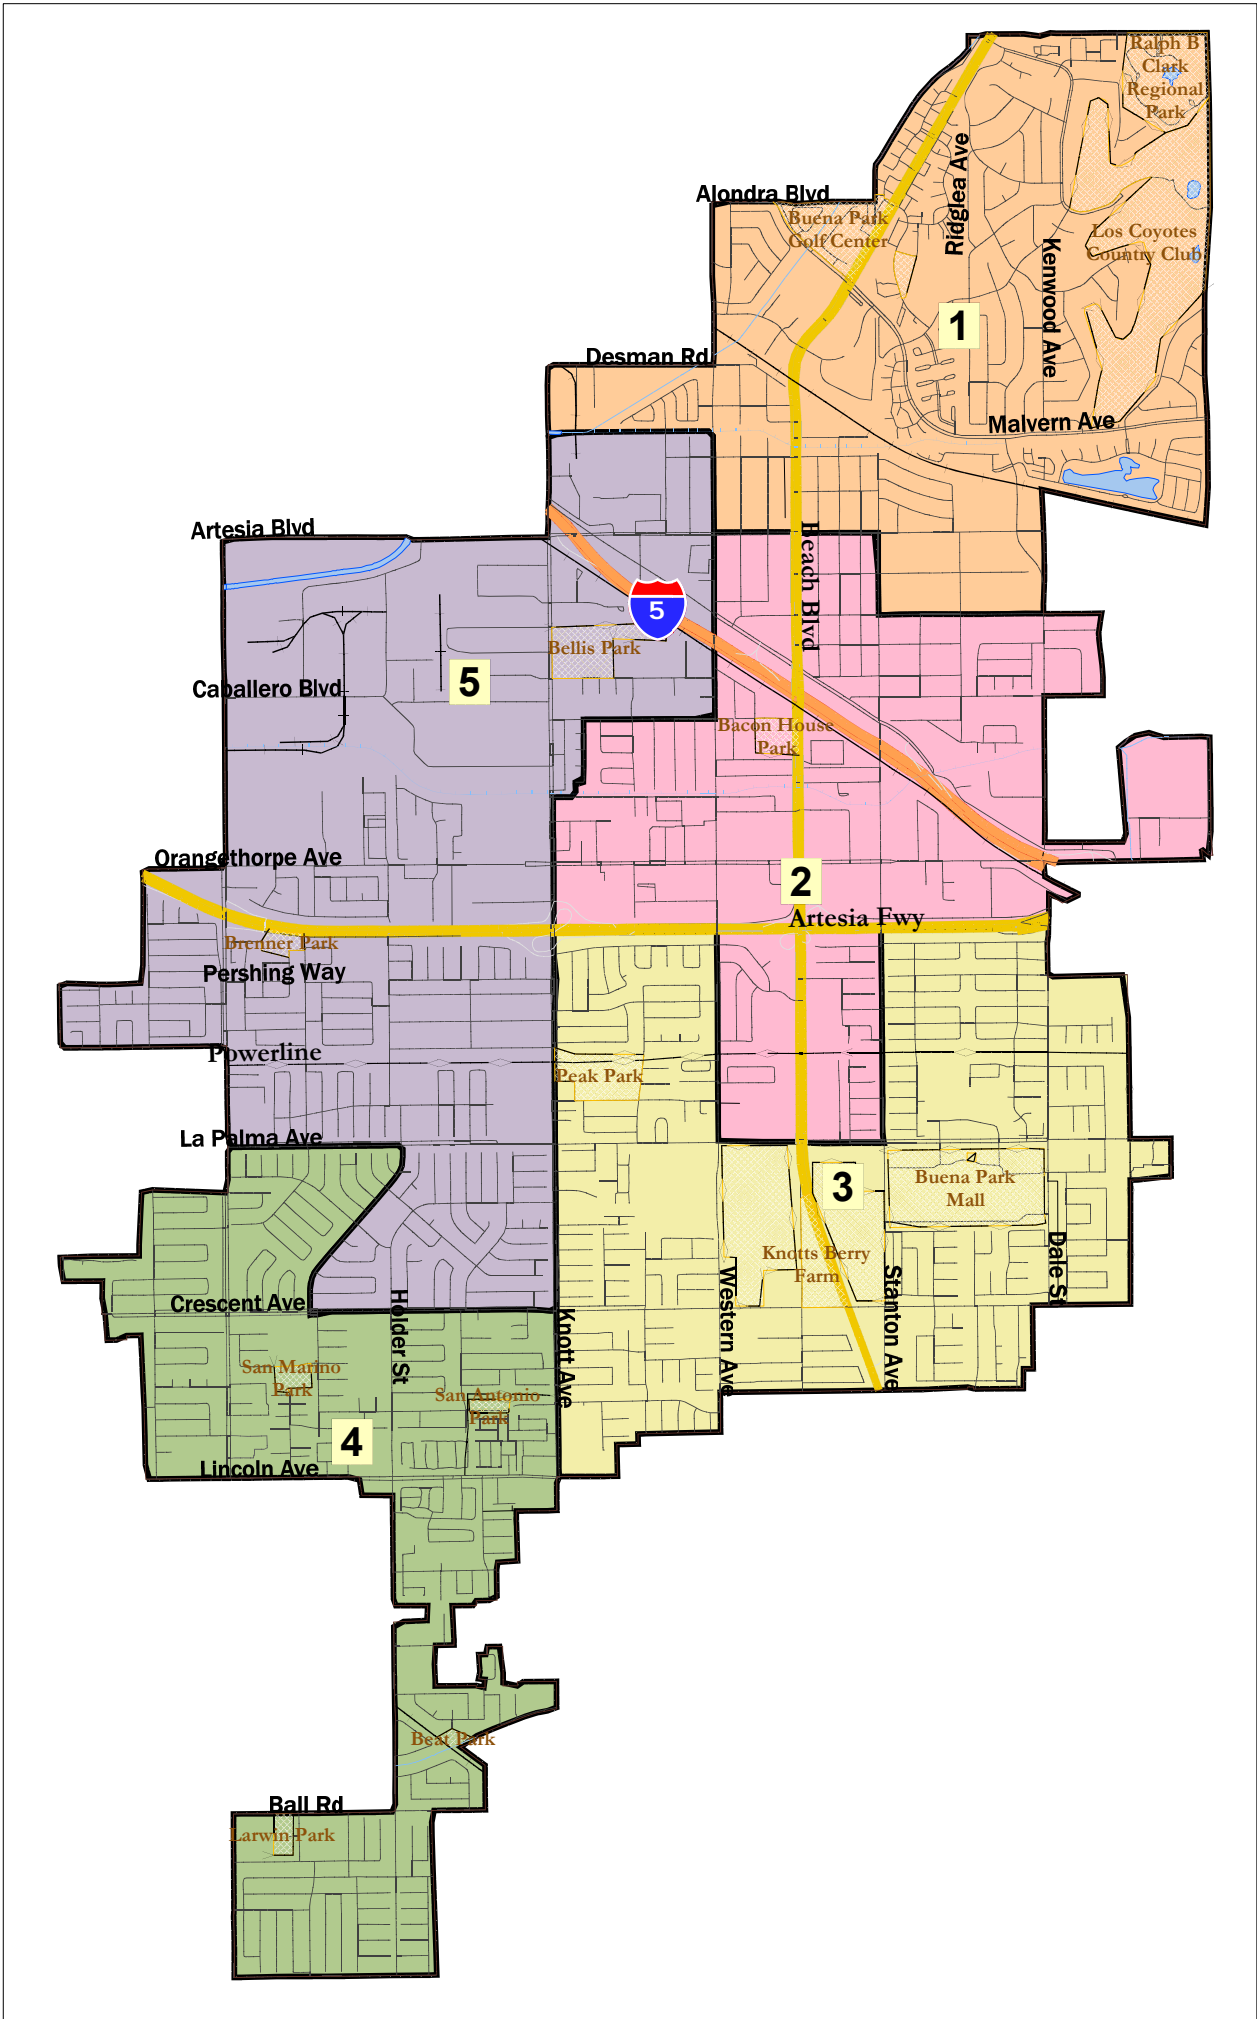 Ralph B
Clark
Regional
Park
Ridglea Ave
Alondra Blvd
Buena Park
Golf Center
Los Coyotes
Country Club
Kenwood Ave
1
Desman Rd
Malvern Ave
Artesia Blvd
Beach Blvd
5
Bellis Park
5
Caballero Blvd
Bacon House
Park
Orangethorpe Ave
2
Artesia Fwy
Brenner Park
Pershing Way
Powerline
Peak Park
La Palma Ave
Buena Park
Mall
3
Knotts Berry
Farm
Dale St
Western Ave
Stanton Ave
Crescent Ave
Holder St
Knott Ave
San Marino
Park
San Antonio
Park
4
Lincoln Ave
Beat Park
Ball Rd
Larwin Park